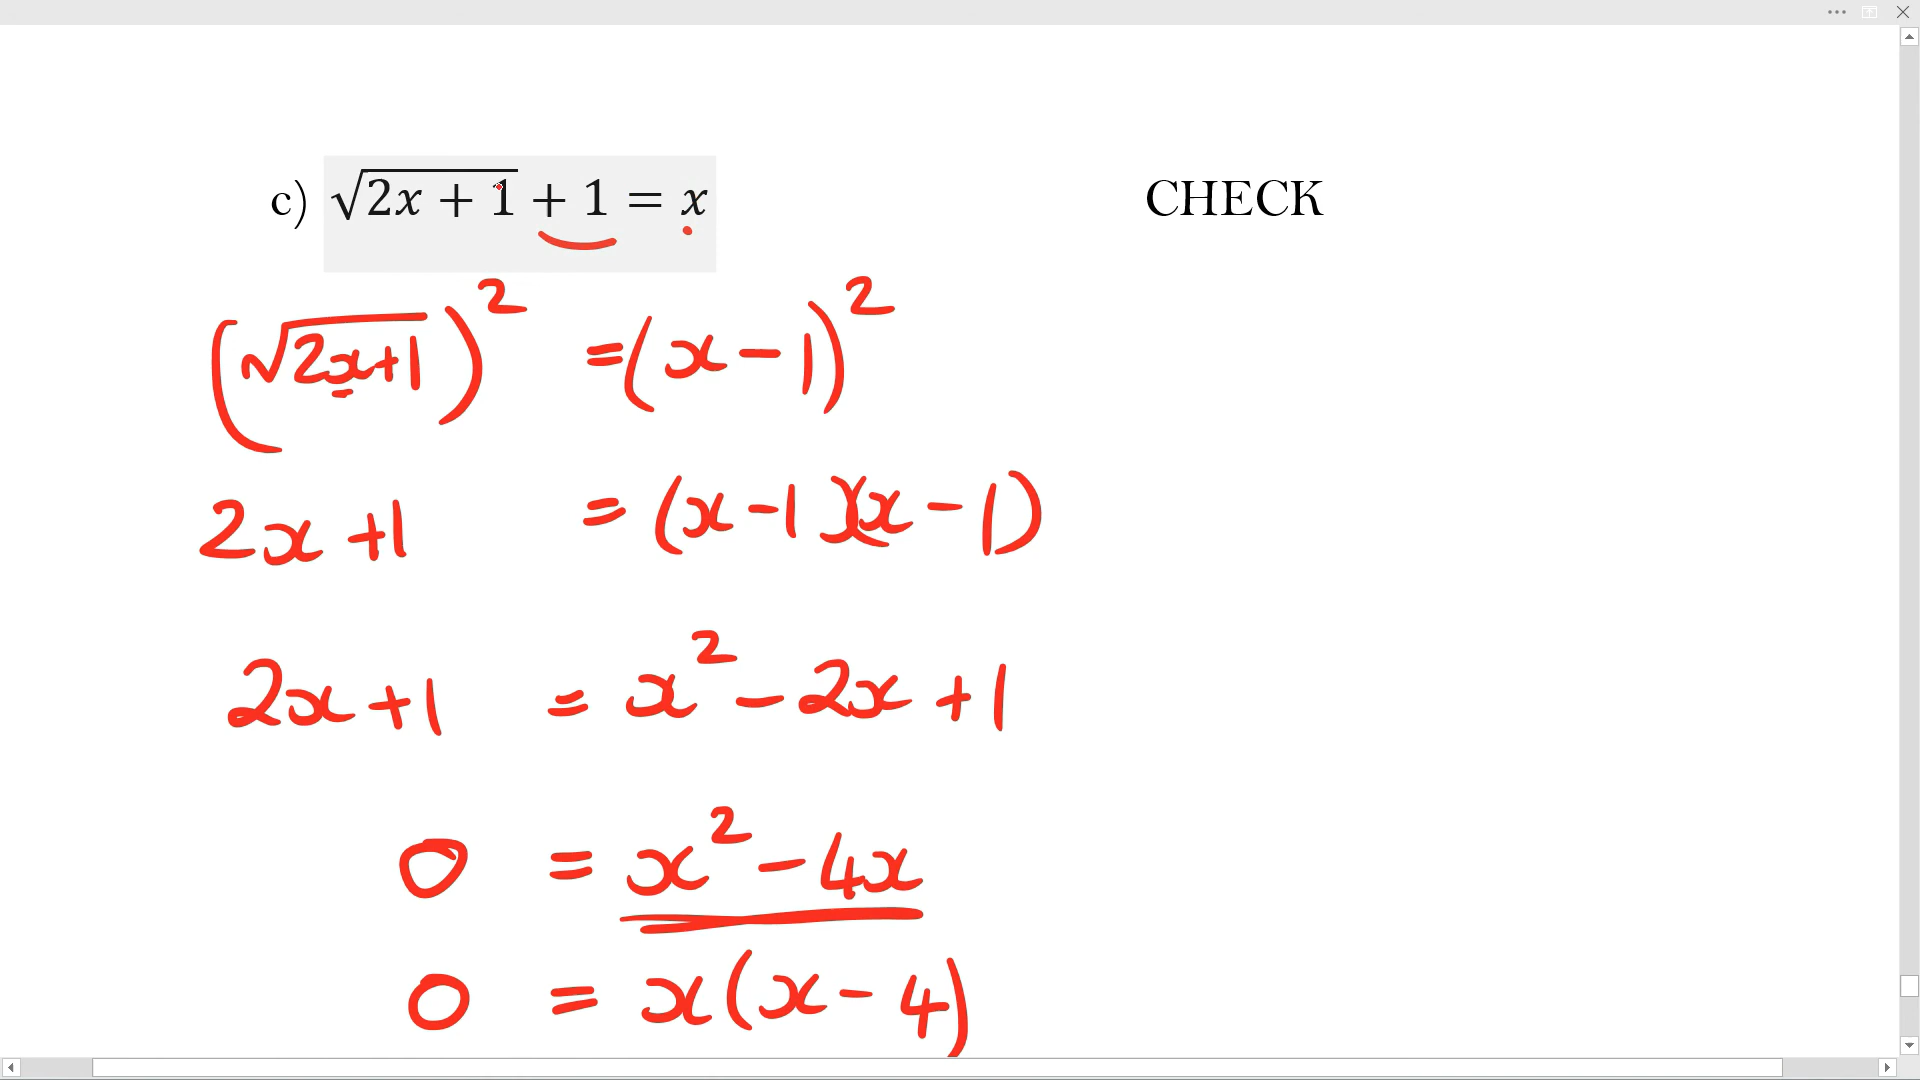 c) √(2x + 1) + 1 = x
CHECK
(√(2x+1))² = (x - 1)²
2x + 1 = (x - 1)(x - 1)
2x + 1 = x² - 2x + 1
0 = x² - 4x
0 = x(x - 4)